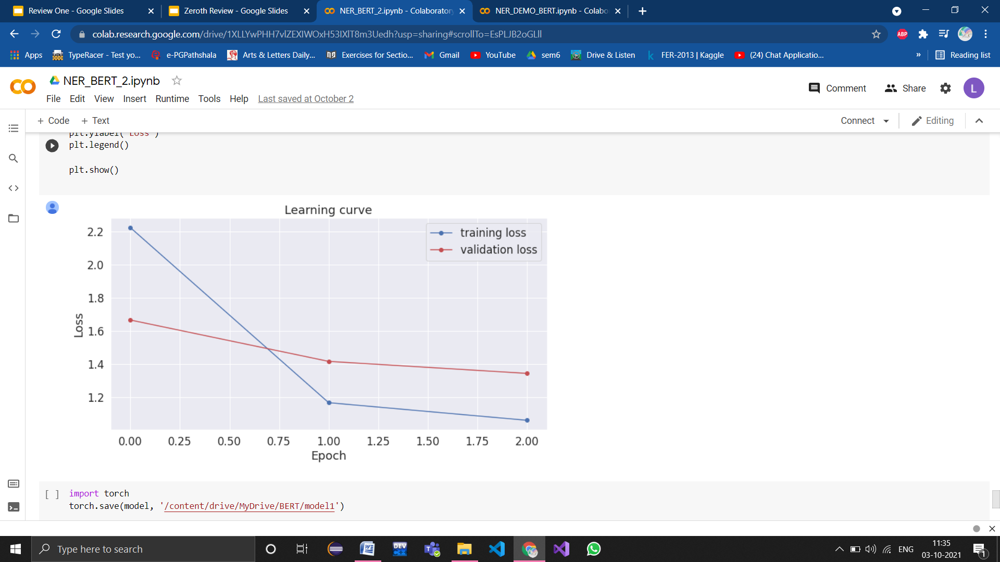 Review One - Google Slides
Zeroth Review - Google Slides
NER_BERT_2.ipynb - Colaboratory
NER_DEMO_BERT.ipynb - Colabo
colab.research.google.com/drive/1XLLYwPHH7vlZEXIWOxH53IXlT8m3Uedh?usp=sharing#scrollTo=EsPLJB2oGLll
ABP
Apps
TypeRacer - Test yo...
e-PGPathshala
Arts & Letters Daily...
Exercises for Sectio...
Gmail
YouTube
sem6
Drive & Listen
FER-2013 | Kaggle
(24) Chat Applicatio...
»
Reading list
NER_BERT_2.ipynb
Comment
Share
L
File Edit View Insert Runtime Tools Help Last saved at October 2
+ Code + Text
Connect
Editing
plt.ylabel('Loss')
plt.legend()
plt.show()
Learning curve
training loss
validation loss
2.2
2.0
1.8
1.6
1.4
1.2
Loss
0.00 0.25 0.50 0.75 1.00 1.25 1.50 1.75 2.00
Epoch
[ ] import torch
torch.save(model, '/content/drive/MyDrive/BERT/model1')
Type here to search
DEV
ENG
11:35
03-10-2021
1